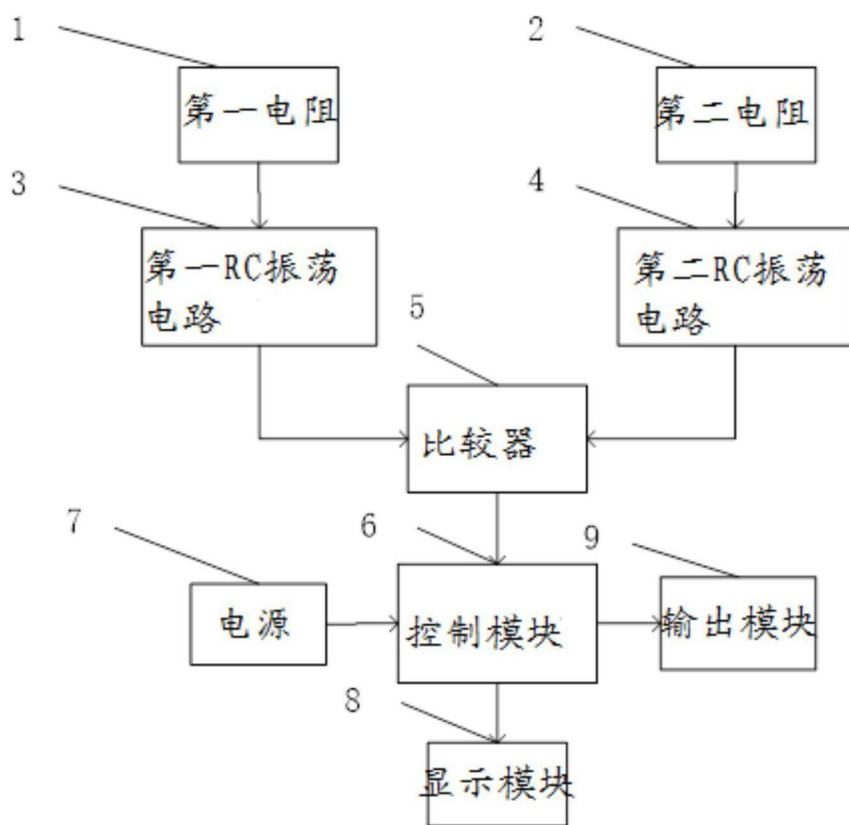 1
2
第一电阻
第二电阻
3
4
第一RC振荡
电路
第二RC振荡
电路
5
比较器
7
6
9
电源
控制模块
输出模块
8
显示模块